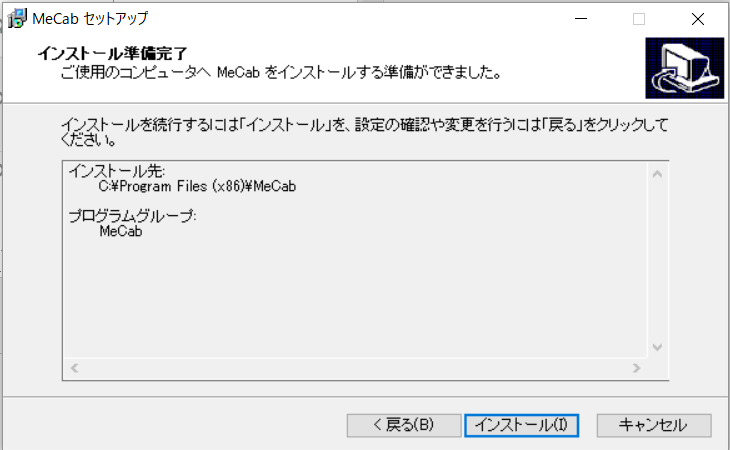 MeCab セットアップ
インストール準備完了
ご使用のコンピュータへ MeCab をインストールする準備ができました。
インストールを続行するには「インストール」を、設定の確認や変更を行うには「戻る」をクリックして
ください。
インストール先:
C:¥Program Files (x86)¥MeCab
プログラムグループ:
MeCab
< 戻る(B)
インストール(I)
キャンセル